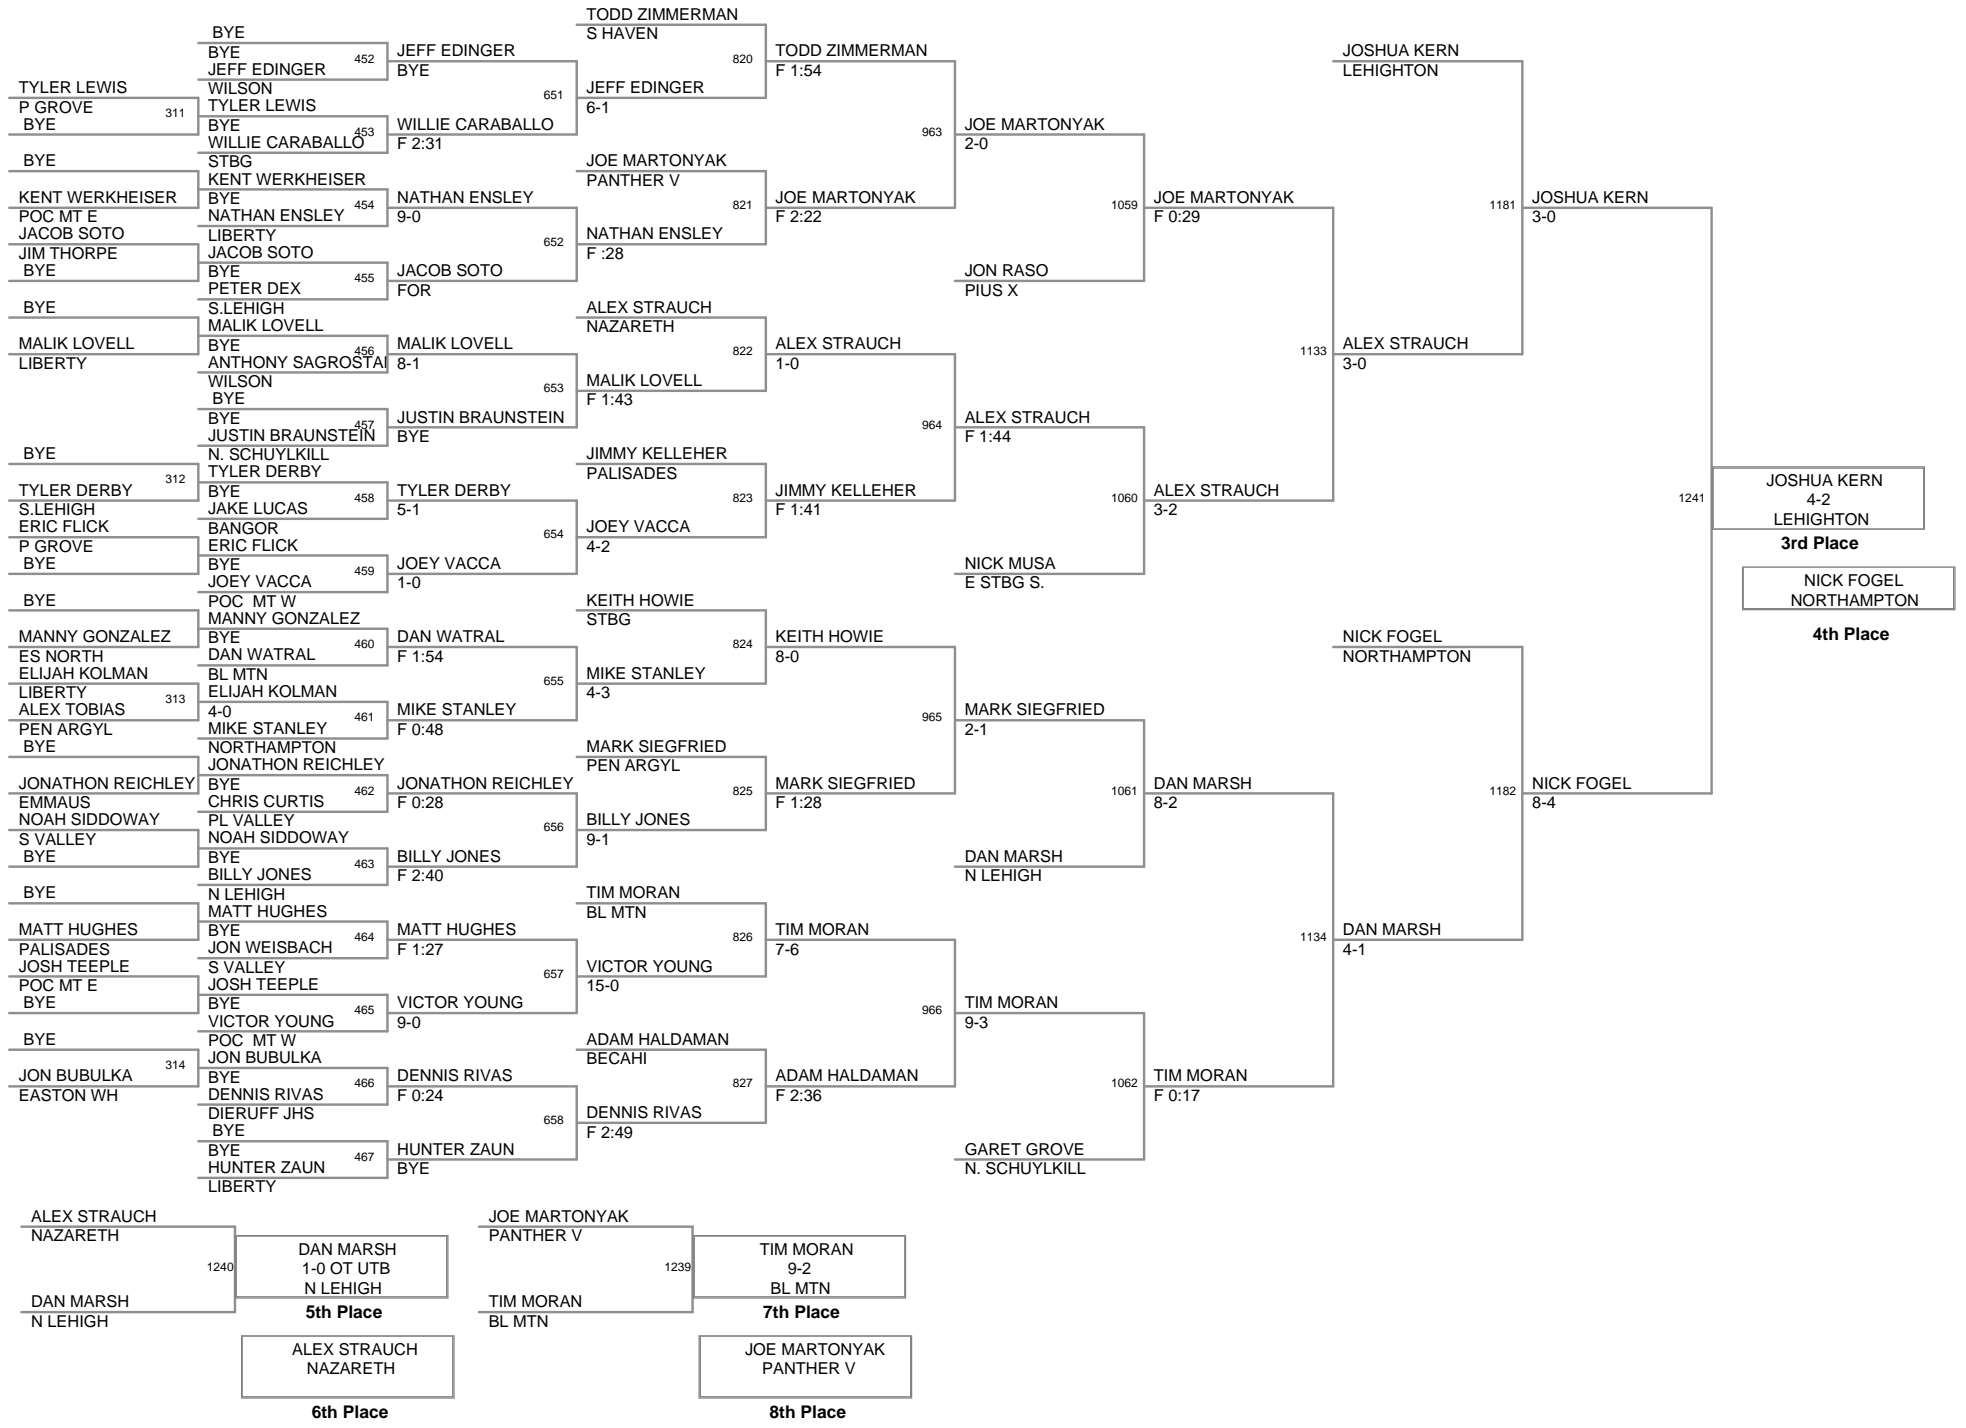 BYE
BYE
JEFF EDINGER
WILSON
452
TYLER LEWIS
P GROVE
BYE
311
TYLER LEWIS
BYE
WILLIE CARABALLO
STBG
453
JEFF EDINGER
BYE
WILLIE CARABALLO
F 2:31
651
TODD ZIMMERMAN
S HAVEN
JEFF EDINGER
6-1
820
TODD ZIMMERMAN
F 1:54
BYE
KENT WERKHEISER
POC MT E
KENT WERKHEISER
BYE
NATHAN ENSLEY
LIBERTY
454
JACOB SOTO
JIM THORPE
BYE
JACOB SOTO
BYE
PETER DEX
S.LEHIGH
455
NATHAN ENSLEY
9-0
JACOB SOTO
FOR
652
JOE MARTONYAK
PANTHER V
NATHAN ENSLEY
F :28
821
JOE MARTONYAK
F 2:22
963
JOE MARTONYAK
2-0
JON RASO
PIUS X
1059
JOE MARTONYAK
F 0:29
BYE
MALIK LOVELL
LIBERTY
MALIK LOVELL
BYE
ANTHONY SAGROSTAI
WILSON
456
BYE
BYE
JUSTIN BRAUNSTEIN
N. SCHUYLKILL
457
MALIK LOVELL
8-1
JUSTIN BRAUNSTEIN
BYE
653
ALEX STRAUCH
NAZARETH
MALIK LOVELL
F 1:43
822
ALEX STRAUCH
1-0
BYE
TYLER DERBY
S.LEHIGH
312
TYLER DERBY
BYE
JAKE LUCAS
BANGOR
458
ERIC FLICK
P GROVE
BYE
ERIC FLICK
BYE
JOEY VACCA
POC MT W
459
TYLER DERBY
5-1
JOEY VACCA
1-0
654
JIMMY KELLEHER
PALISADES
JOEY VACCA
4-2
823
JIMMY KELLEHER
F 1:41
964
ALEX STRAUCH
F 1:44
NICK MUSA
E STBG S.
1060
ALEX STRAUCH
3-2
1133
ALEX STRAUCH
3-0
JOSHUA KERN
LEHIGHTON
1181
JOSHUA KERN
3-0
BYE
MANNY GONZALEZ
ES NORTH
MANNY GONZALEZ
BYE
DAN WATRAL
BL MTN
460
ELIJAH KOLMAN
LIBERTY
ALEX TOBIAS
PEN ARGYL
313
ELIJAH KOLMAN
4-0
MIKE STANLEY
NORTHAMPTON
461
DAN WATRAL
F 1:54
MIKE STANLEY
F 0:48
655
KEITH HOWIE
STBG
MIKE STANLEY
4-3
824
KEITH HOWIE
8-0
BYE
JONATHON REICHLEY
EMMAUS
JONATHON REICHLEY
BYE
CHRIS CURTIS
PL VALLEY
462
NOAH SIDDOWAY
S VALLEY
BYE
NOAH SIDDOWAY
BYE
BILLY JONES
N LEHIGH
463
JONATHON REICHLEY
F 0:28
BILLY JONES
F 2:40
656
MARK SIEGFRIED
PEN ARGYL
BILLY JONES
9-1
825
MARK SIEGFRIED
F 1:28
965
MARK SIEGFRIED
2-1
DAN MARSH
N LEHIGH
1061
DAN MARSH
8-2
BYE
MATT HUGHES
PALISADES
MATT HUGHES
BYE
JON WEISBACH
S VALLEY
464
JOSH TEEPLE
POC MT E
BYE
JOSH TEEPLE
BYE
VICTOR YOUNG
POC MT W
465
MATT HUGHES
F 1:27
VICTOR YOUNG
9-0
657
TIM MORAN
BL MTN
VICTOR YOUNG
15-0
826
TIM MORAN
7-6
BYE
JON BUBULKA
EASTON WH
314
JON BUBULKA
BYE
DENNIS RIVAS
DIERUFF JHS
466
BYE
BYE
HUNTER ZAUN
LIBERTY
467
DENNIS RIVAS
F 0:24
HUNTER ZAUN
BYE
658
ADAM HALDAMAN
BECAHI
DENNIS RIVAS
F 2:49
827
ADAM HALDAMAN
F 2:36
966
TIM MORAN
9-3
GARET GROVE
N. SCHUYLKILL
1062
TIM MORAN
F 0:17
1134
DAN MARSH
4-1
NICK FOGEL
NORTHAMPTON
1182
NICK FOGEL
8-4
1241
JOSHUA KERN
4-2
LEHIGHTON
3rd Place
NICK FOGEL
NORTHAMPTON
4th Place
ALEX STRAUCH
NAZARETH
DAN MARSH
N LEHIGH
1240
DAN MARSH
1-0 OT UTB
N LEHIGH
5th Place
ALEX STRAUCH
NAZARETH
6th Place
JOE MARTONYAK
PANTHER V
TIM MORAN
BL MTN
1239
TIM MORAN
9-2
BL MTN
7th Place
JOE MARTONYAK
PANTHER V
8th Place